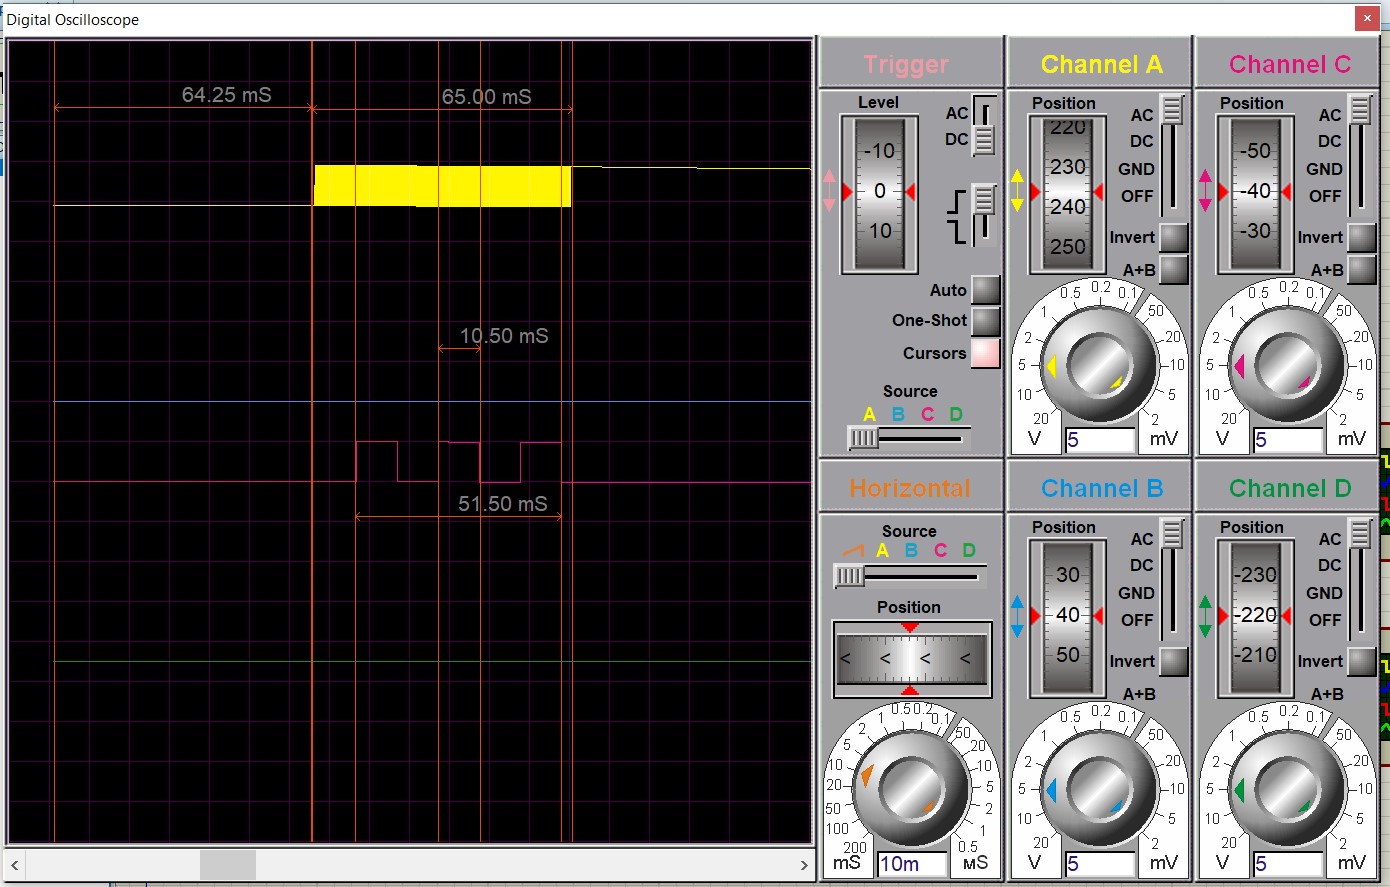 Digital Oscilloscope
64.25 mS
65.00 mS
10.50 mS
51.50 mS
Trigger
Level
-10
0
10
AC
DC
Auto
One-Shot
Cursors
Source
A B C D
Channel A
Position
220
230
240
250
AC
DC
GND
OFF
Invert
A+B
20
10
5
2
1
0.5
0.2
0.1
50
20
10
5
2
V
5
mV
Channel C
Position
-50
-40
-30
AC
DC
GND
OFF
Invert
A+B
20
10
5
2
1
0.5
0.2
0.1
50
20
10
5
2
V
5
mV
Horizontal
Source
A B C D
Position
< < < <
200
100
50
20
10
5
2
1
0.5
0.2
0.1
50
20
10
5
2
1
0.5
mS
10m
мS
Channel B
Position
30
40
50
AC
DC
GND
OFF
Invert
A+B
20
10
5
2
1
0.5
0.2
0.1
50
20
10
5
2
V
5
mV
Channel D
Position
-230
-220
-210
AC
DC
GND
OFF
Invert
A+B
20
10
5
2
1
0.5
0.2
0.1
50
20
10
5
2
V
5
mV